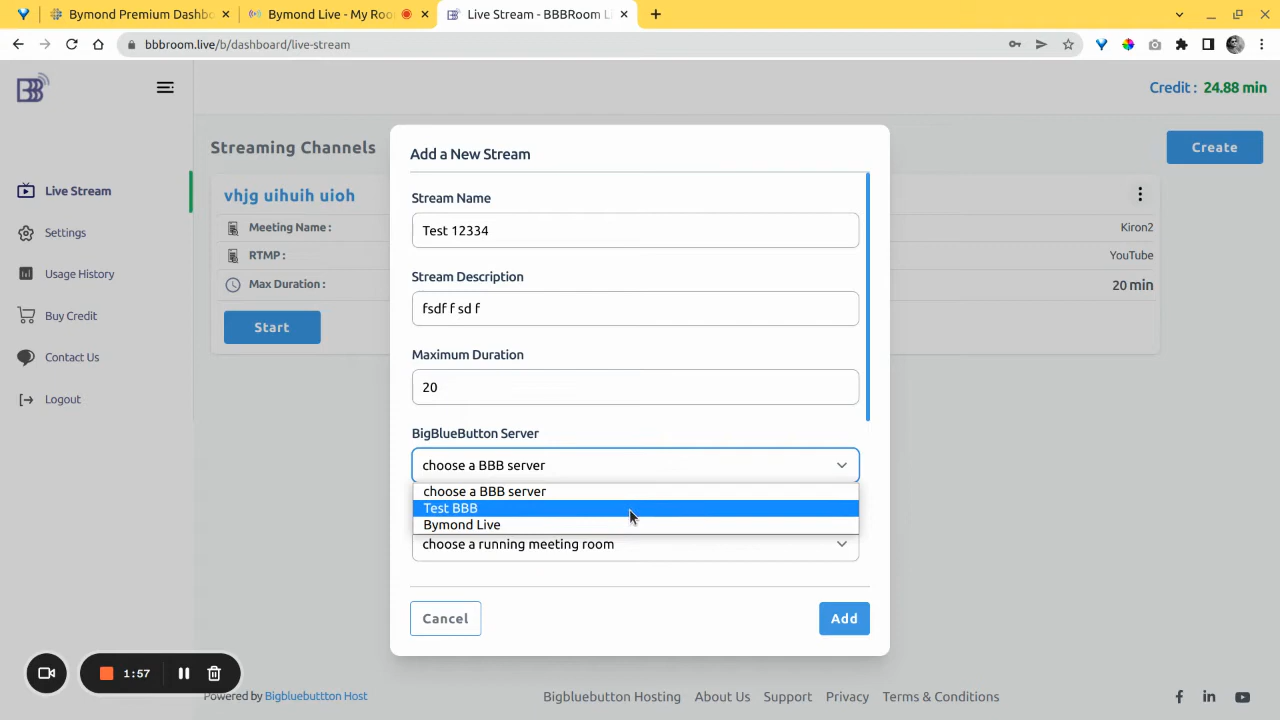 Bymond Premium Dashbo
Bymond Live - My Roo
Live Stream - BBBRoom L
bbbroom.live/b/dashboard/live-stream
BBB
Credit : 24.88 min
Streaming Channels
Create
Live Stream
Settings
Usage History
Buy Credit
Contact Us
Logout
vhjg uihuih uioh
Meeting Name :
Kiron2
RTMP :
YouTube
Max Duration :
20 min
Start
Add a New Stream
Stream Name
Test 12334
Stream Description
fsdf f sd f
Maximum Duration
20
BigBlueButton Server
choose a BBB server
choose a BBB server
Test BBB
Bymond Live
choose a running meeting room
Cancel
Add
1:57
Powered by Bigbluebuttton Host
Bigbluebutton Hosting
About Us
Support
Privacy
Terms & Conditions